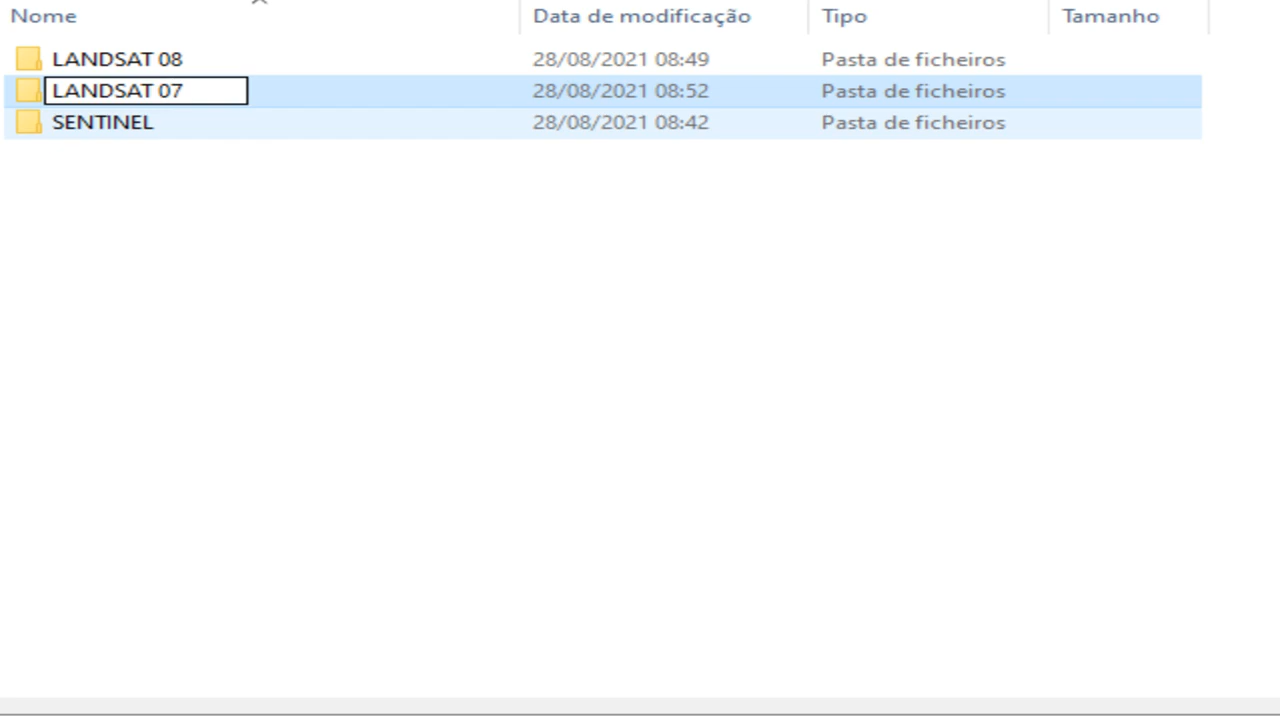 Nome Data de modificação Tipo Tamanho
LANDSAT 08 28/08/2021 08:49 Pasta de ficheiros
LANDSAT 07 28/08/2021 08:52 Pasta de ficheiros
SENTINEL 28/08/2021 08:42 Pasta de ficheiros